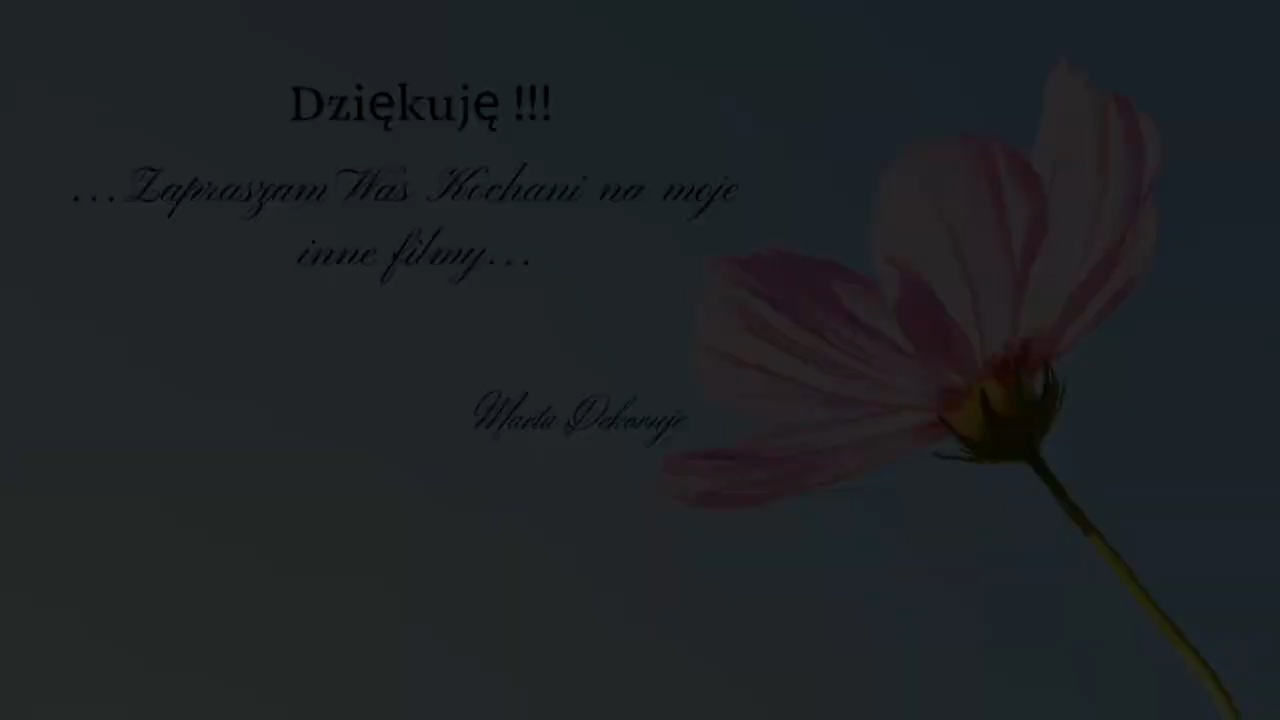 Dziękuję !!!
...Zapraszam Was Kochani na moje
inne filmy...
Marta Dekoruje